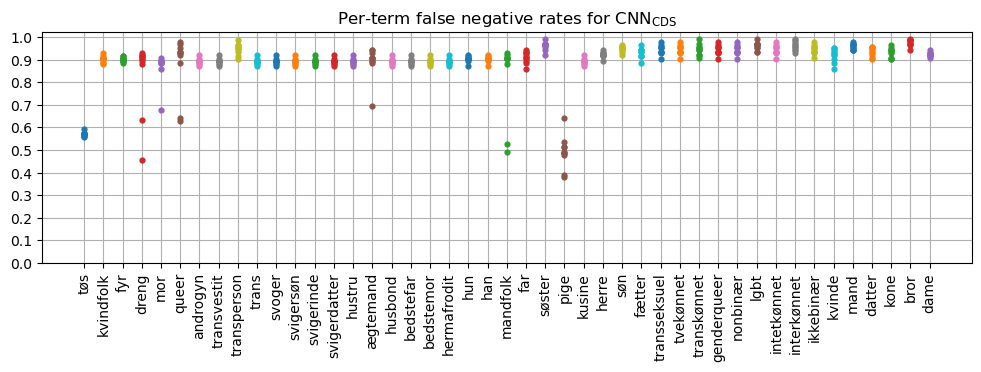 Per-term false negative rates for CNN_CDS
1.0
0.9
0.8
0.7
0.6
0.5
0.4
0.3
0.2
0.1
0.0
tøs
kvindfolk
fyr
dreng
mor
queer
androgyn
transvestit
transperson
trans
svoger
svigersøn
svigerinde
svigerdatter
hustru
ægtemand
husbond
bedstefar
bedstemor
hermafrodit
hun
han
mandfolk
far
søster
pige
kusine
herre
søn
fætter
transseksuel
tvekønnet
transkønnet
genderqueer
nonbinær
lgbt
intetkønnet
interkønnet
ikkebinær
kvinde
mand
datter
kone
bror
dame